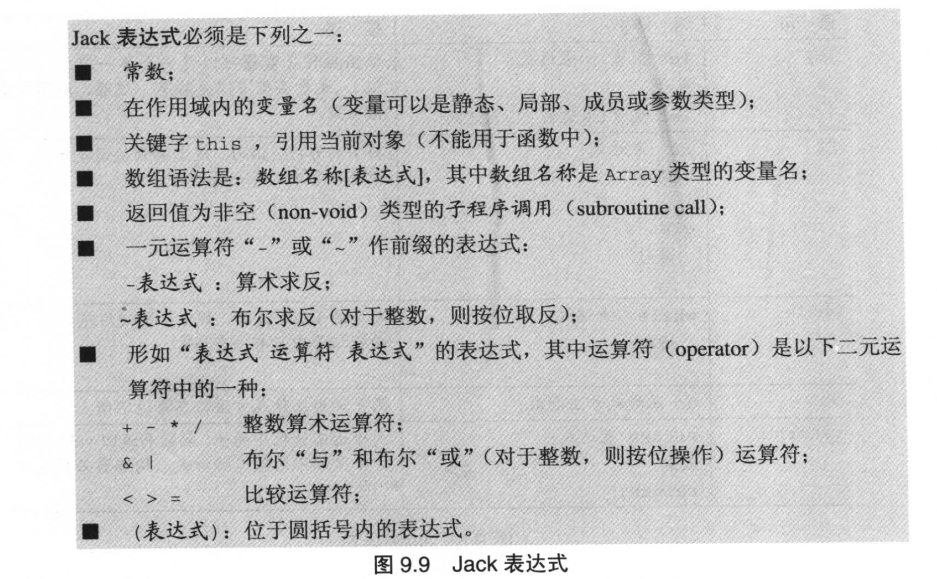 Jack 表达式必须是下列之一：
■ 常数；
■ 在作用域内的变量名（变量可以是静态、局部、成员或参数类型）；
■ 关键字 this ，引用当前对象（不能用于函数中）；
■ 数组语法是：数组名称[表达式]，其中数组名称是 Array 类型的变量名；
■ 返回值为非空（non-void）类型的子程序调用（subroutine call）；
■ 一元运算符“-”或“~”作前缀的表达式：
-表达式 ：算术求反；
~表达式 ：布尔求反（对于整数，则按位取反）；
■ 形如“表达式 运算符 表达式”的表达式，其中运算符（operator）是以下二元运
算符中的一种：
+ - * / 整数算术运算符；
& | 布尔“与”和布尔“或”（对于整数，则按位操作）运算符；
< > = 比较运算符；
■ （表达式）：位于圆括号内的表达式。
图 9.9 Jack 表达式